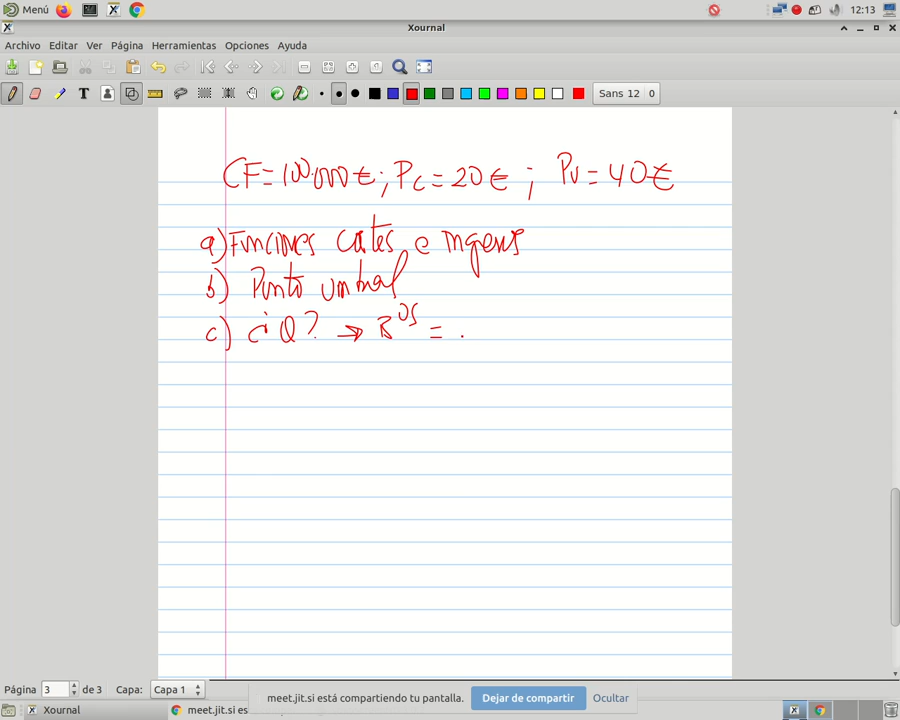 Menú
12:13
Xournal
Archivo Editar Ver Página Herramientas Opciones Ayuda
Sans 12 0
CF = 100.000 €; Pc = 20 € ; Pv = 40 €
a) Funciones costes e ingresos
b) Punto umbral
c) ¿ Q ? → B^os = .
Página 3 de 3 Capa: Capa 1
meet.jit.si está compartiendo tu pantalla. Dejar de compartir Ocultar
Xournal meet.jit.si es